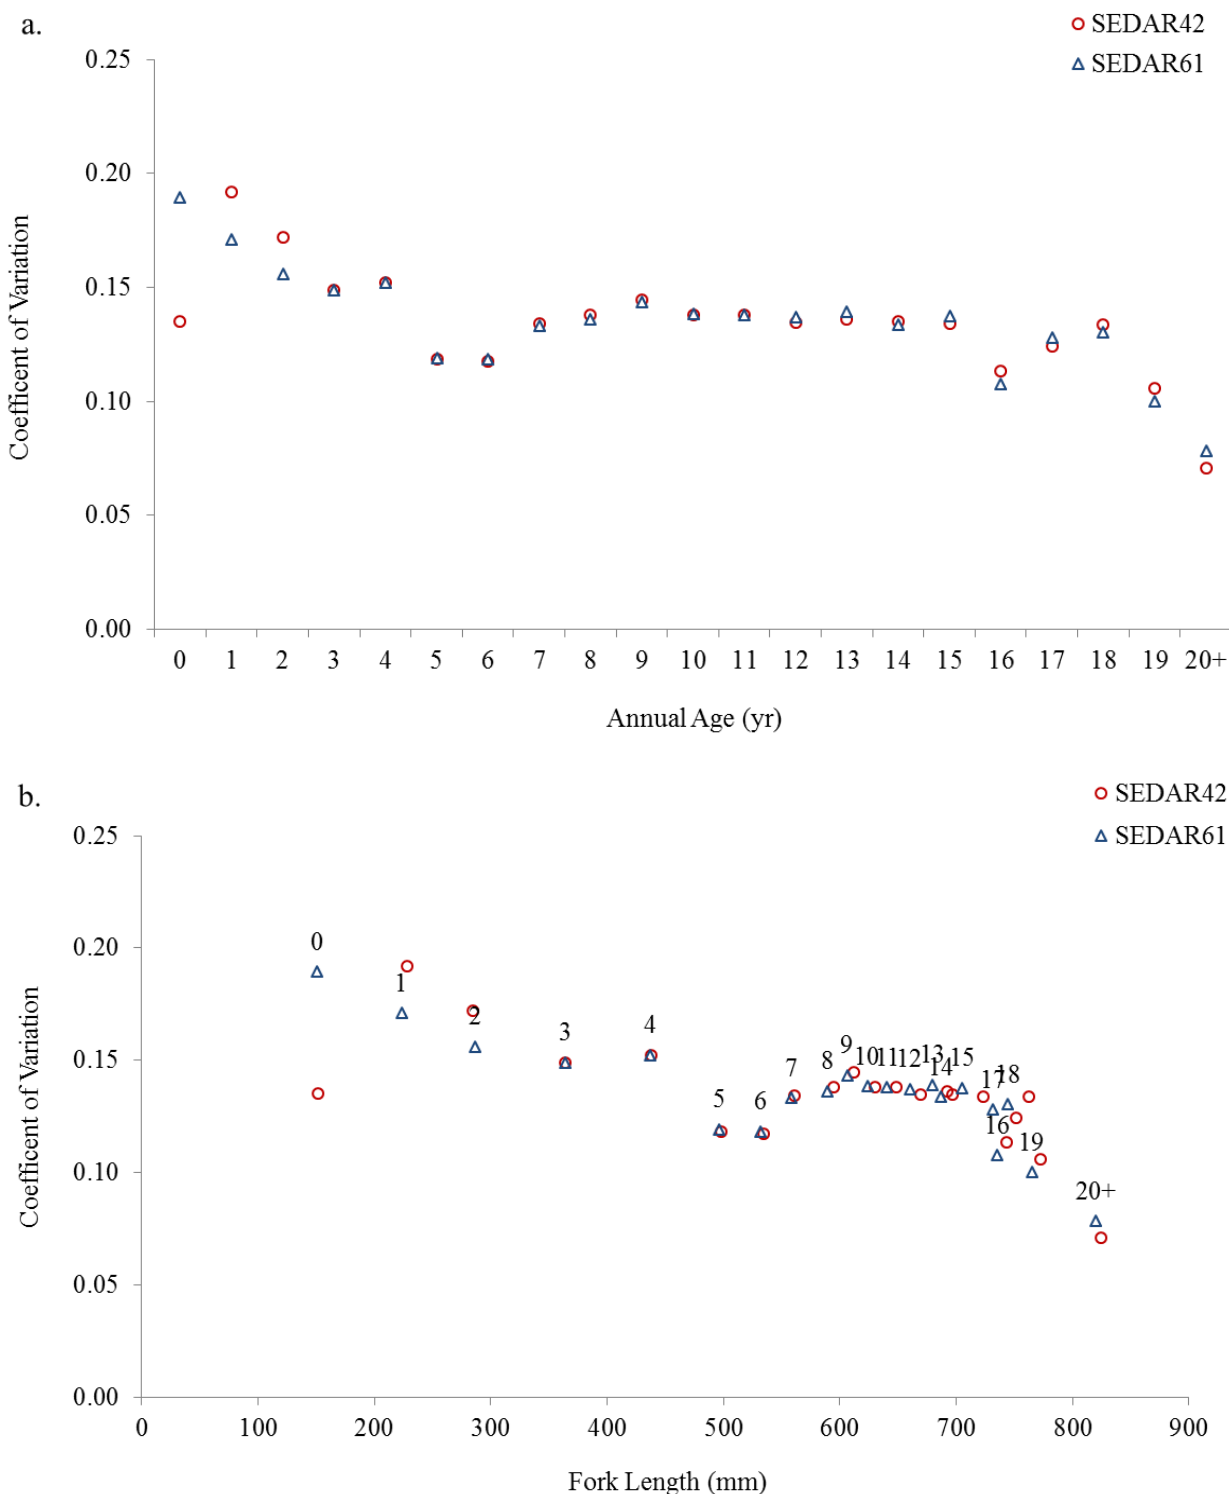 a.
SEDAR42
SEDAR61
0.25
0.20
0.15
0.10
0.05
0.00
Coefficent of Variation
0 1 2 3 4 5 6 7 8 9 10 11 12 13 14 15 16 17 18 19 20+
Annual Age (yr)
b.
SEDAR42
SEDAR61
0.25
0.20
0.15
0.10
0.05
0.00
Coefficent of Variation
0
1
2
3
4
5
6
7
8
9
10
11
12
13
14
15
16
17
18
19
20+
0 100 200 300 400 500 600 700 800 900
Fork Length (mm)